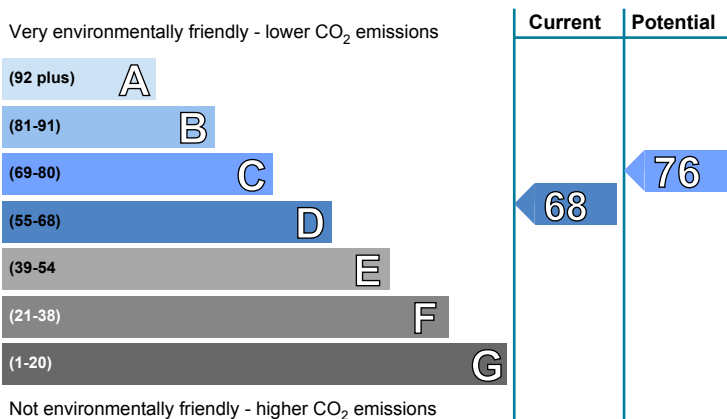 Very environmentally friendly - lower CO2 emissions
Current
Potential
(92 plus) A
(81-91) B
(69-80) C
(55-68) D
(39-54 E
(21-38) F
(1-20) G
68
76
Not environmentally friendly - higher CO2 emissions